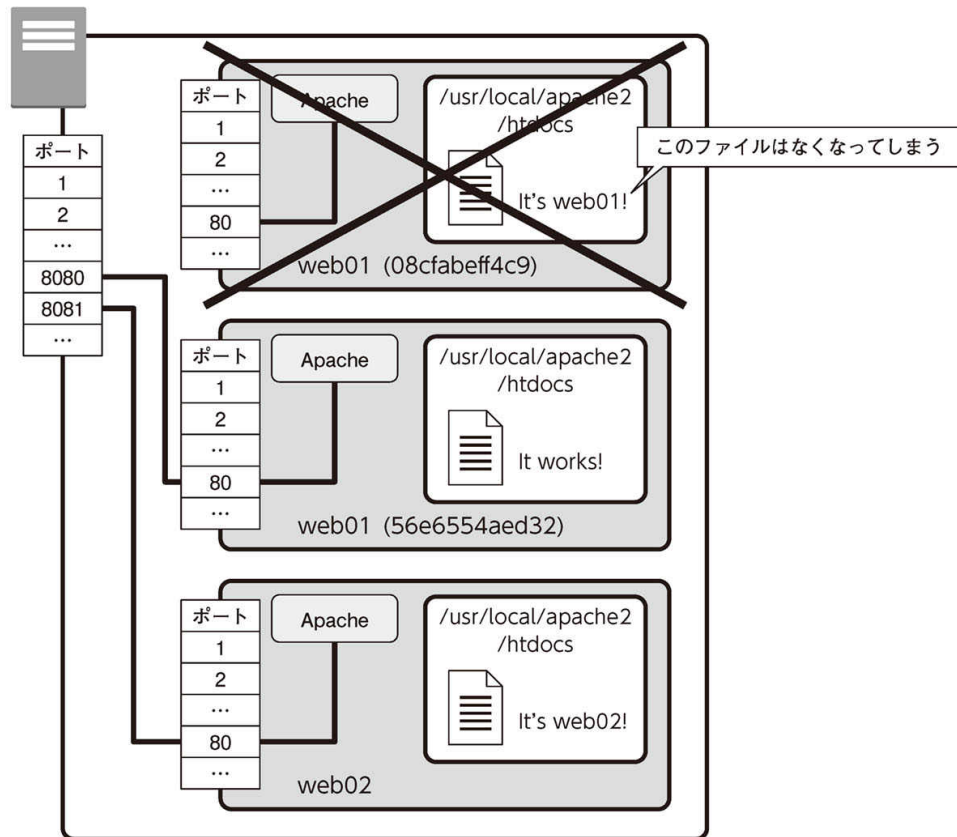 ポート
1
2
…
8080
8081
…
ポート
1
2
…
80
…
Apache
/usr/local/apache2
/htdocs
It's web01!
このファイルはなくなってしまう
web01 (08cfabeff4c9)
ポート
1
2
…
80
…
Apache
/usr/local/apache2
/htdocs
It works!
web01 (56e6554aed32)
ポート
1
2
…
80
…
Apache
/usr/local/apache2
/htdocs
It's web02!
web02